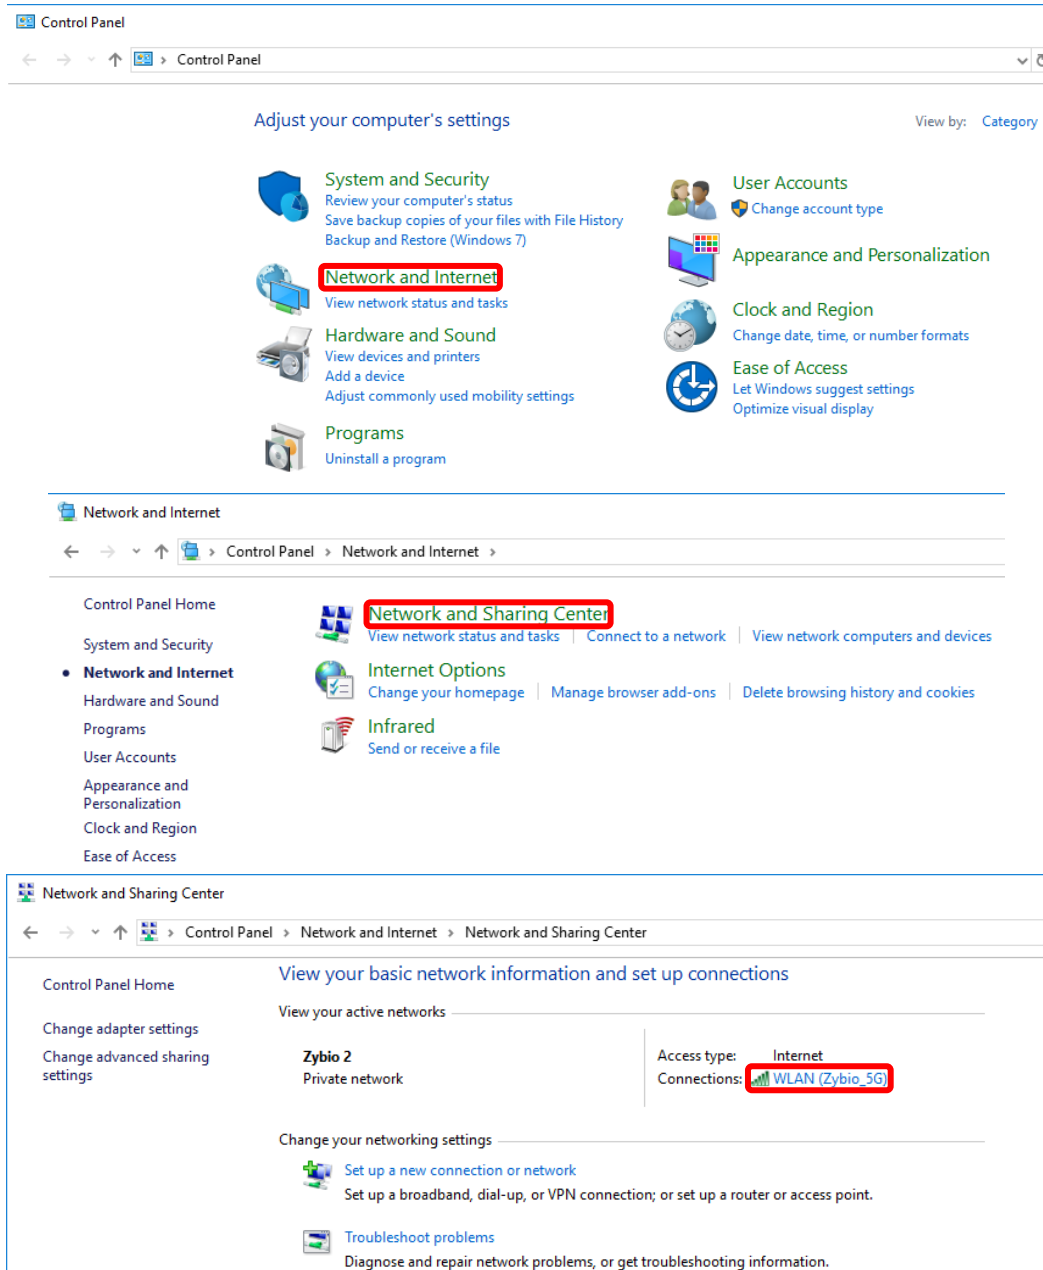 Control Panel
Control Panel
Adjust your computer's settings
View by: Category
System and Security
Review your computer's status
Save backup copies of your files with File History
Backup and Restore (Windows 7)
Network and Internet
View network status and tasks
Hardware and Sound
View devices and printers
Add a device
Adjust commonly used mobility settings
Programs
Uninstall a program
User Accounts
Change account type
Appearance and Personalization
Clock and Region
Change date, time, or number formats
Ease of Access
Let Windows suggest settings
Optimize visual display
Network and Internet
Control Panel > Network and Internet >
Control Panel Home
System and Security
• Network and Internet
Hardware and Sound
Programs
User Accounts
Appearance and
Personalization
Clock and Region
Ease of Access
Network and Sharing Center
View network status and tasks | Connect to a network | View network computers and devices
Internet Options
Change your homepage | Manage browser add-ons | Delete browsing history and cookies
Infrared
Send or receive a file
Network and Sharing Center
Control Panel > Network and Internet > Network and Sharing Center
Control Panel Home
Change adapter settings
Change advanced sharing
settings
View your basic network information and set up connections
View your active networks
Zybio 2
Private network
Access type: Internet
Connections: WLAN (Zybio_5G)
Change your networking settings
Set up a new connection or network
Set up a broadband, dial-up, or VPN connection; or set up a router or access point.
Troubleshoot problems
Diagnose and repair network problems, or get troubleshooting information.